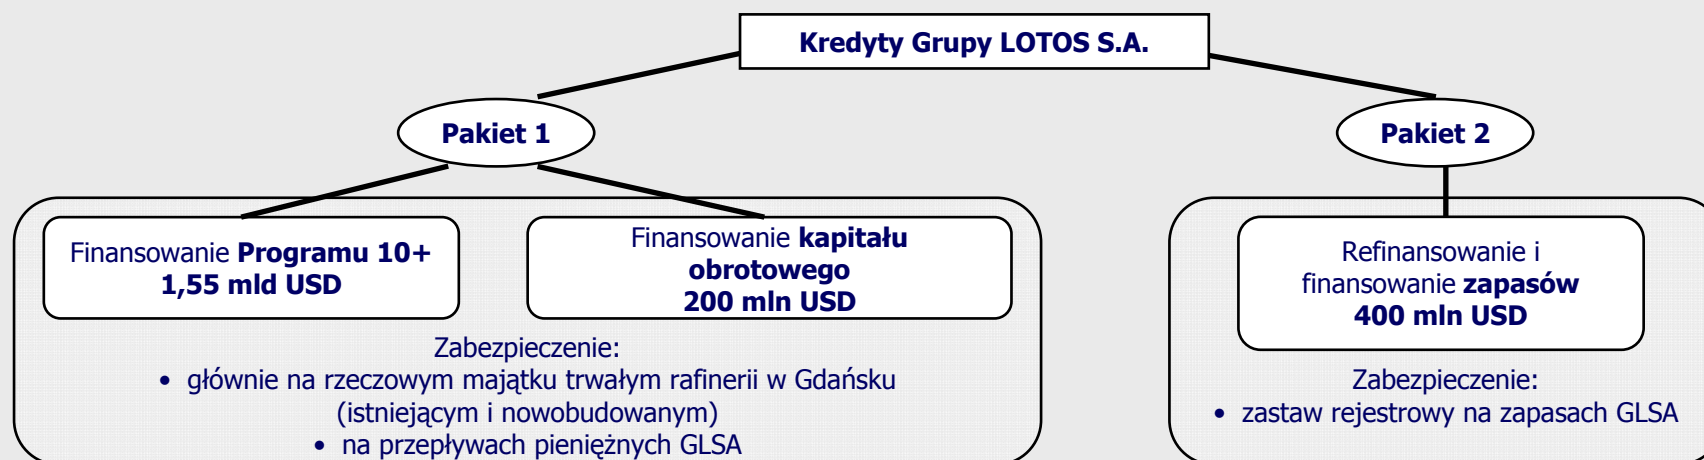 Kredyty Grupy LOTOS S.A.
Pakiet 1
Pakiet 2
Finansowanie Programu 10+
1,55 mld USD
Finansowanie kapitału
obrotowego
200 mln USD
Zabezpieczenie:
• głównie na rzeczowym majątku trwałym rafinerii w Gdańsku
(istniejącym i nowobudowanym)
• na przepływach pieniężnych GLSA
Refinansowanie i
finansowanie zapasów
400 mln USD
Zabezpieczenie:
• zastaw rejestrowy na zapasach GLSA